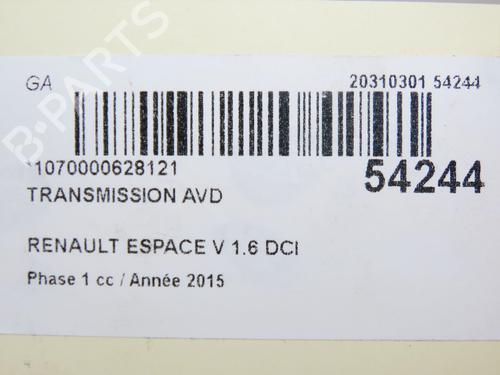 GA
20310301 54244
*1070000628121
54244
TRANSMISSION AVD
RENAULT ESPACE V 1.6 DCI
Phase 1 cc / Année 2015
B-PARTS